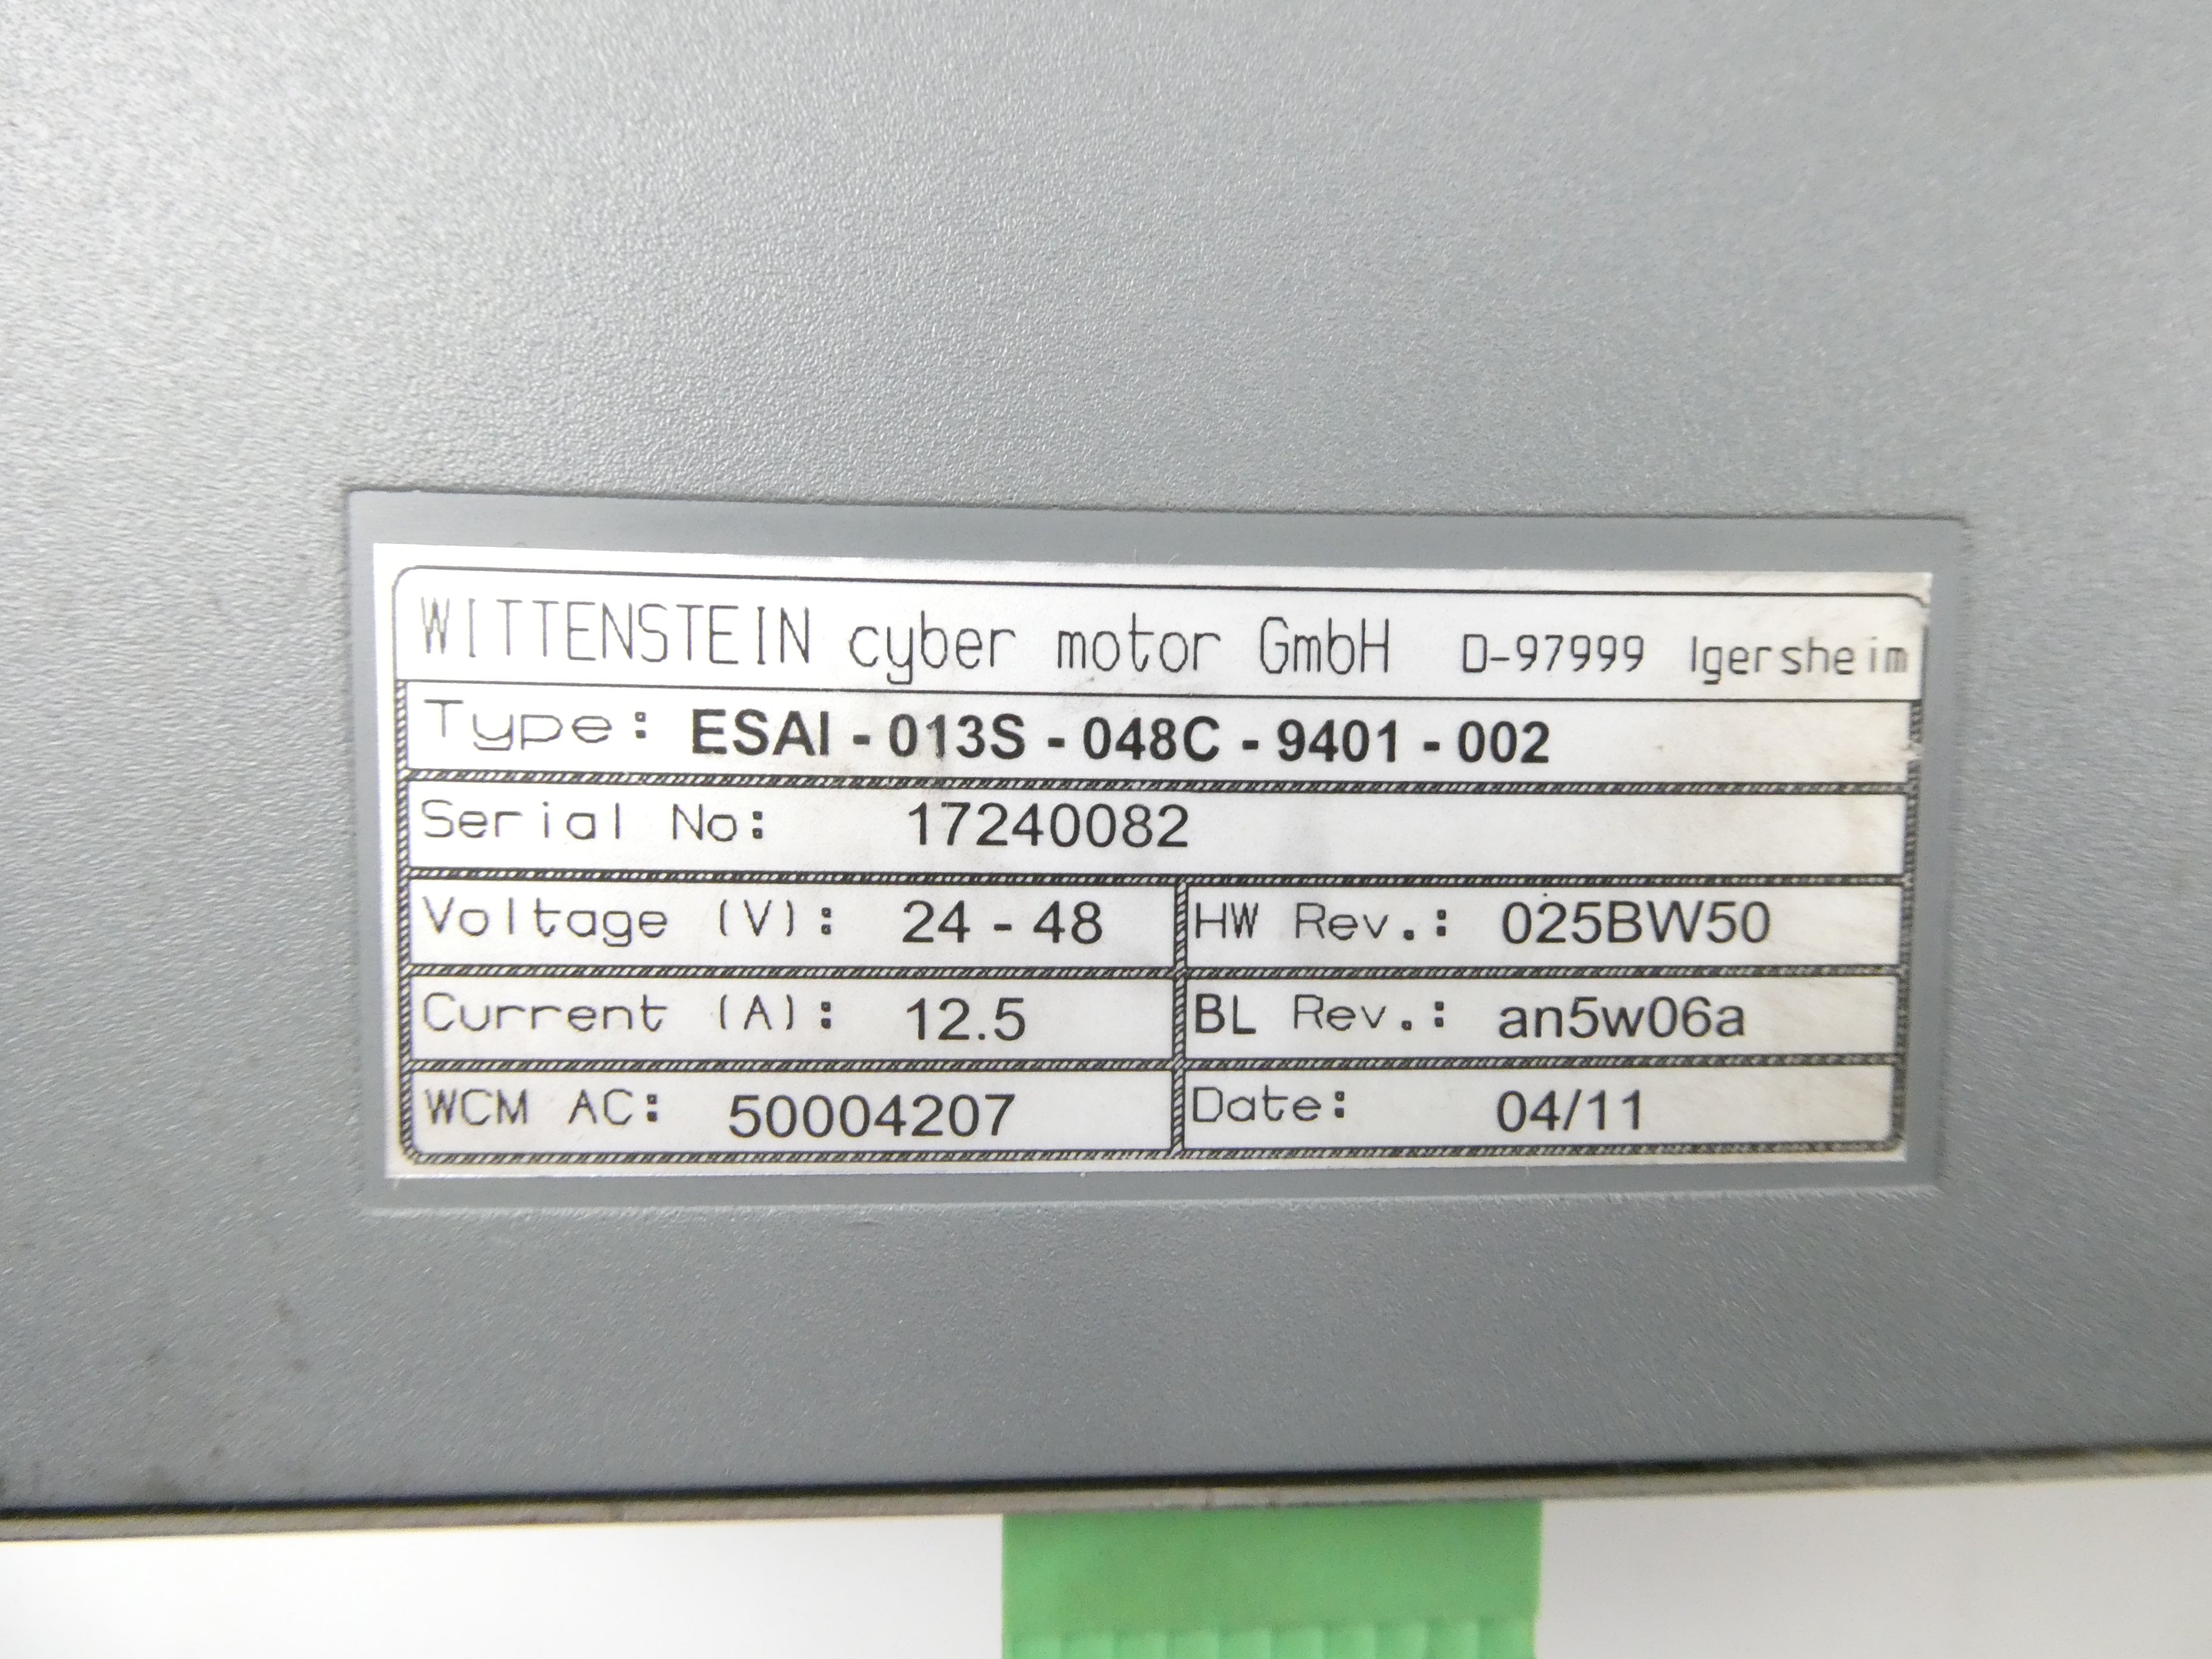 WITTENSTEIN cyber motor GmbH D-97999 Igersheim
Type: ESAI - 013S - 048C - 9401 - 002
Serial No: 17240082
Voltage (V): 24 - 48 HW Rev.: 025BW50
Current (A): 12.5 BL Rev.: an5w06a
WCM AC: 50004207 Date: 04/11